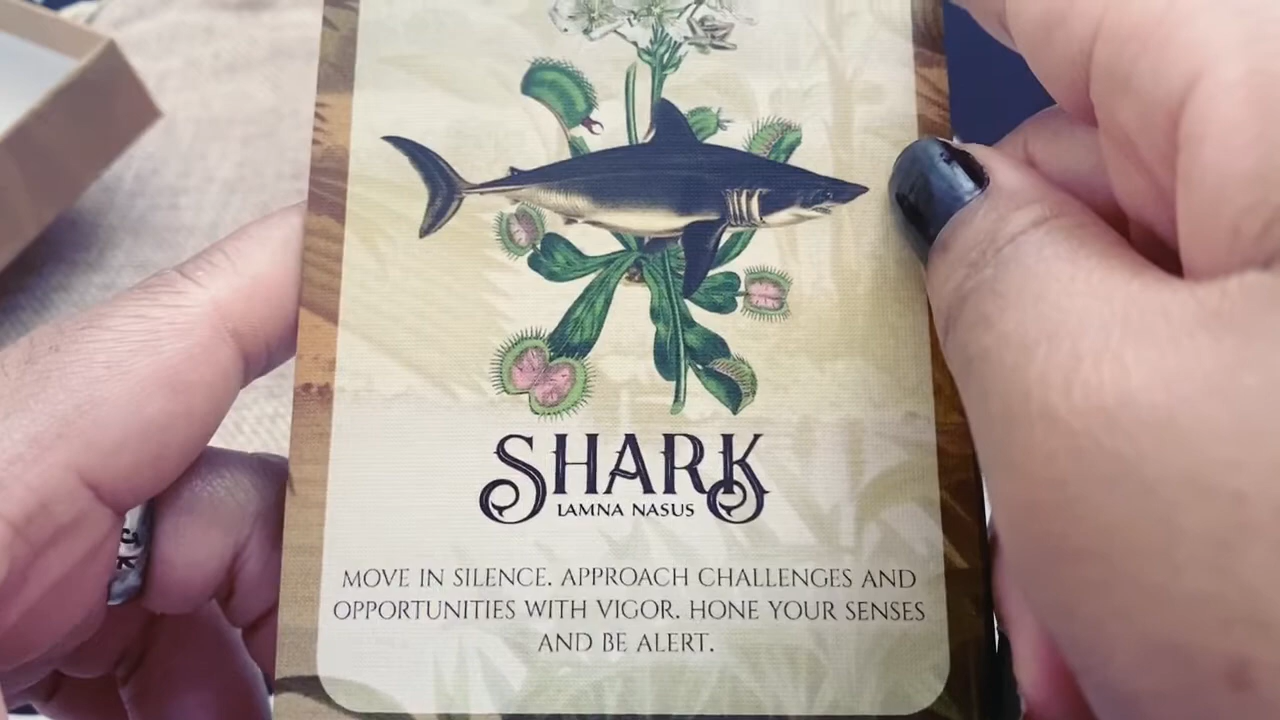 SHARK
LAMNA NASUS
MOVE IN SILENCE. APPROACH CHALLENGES AND
OPPORTUNITIES WITH VIGOR. HONE YOUR SENSES
AND BE ALERT.